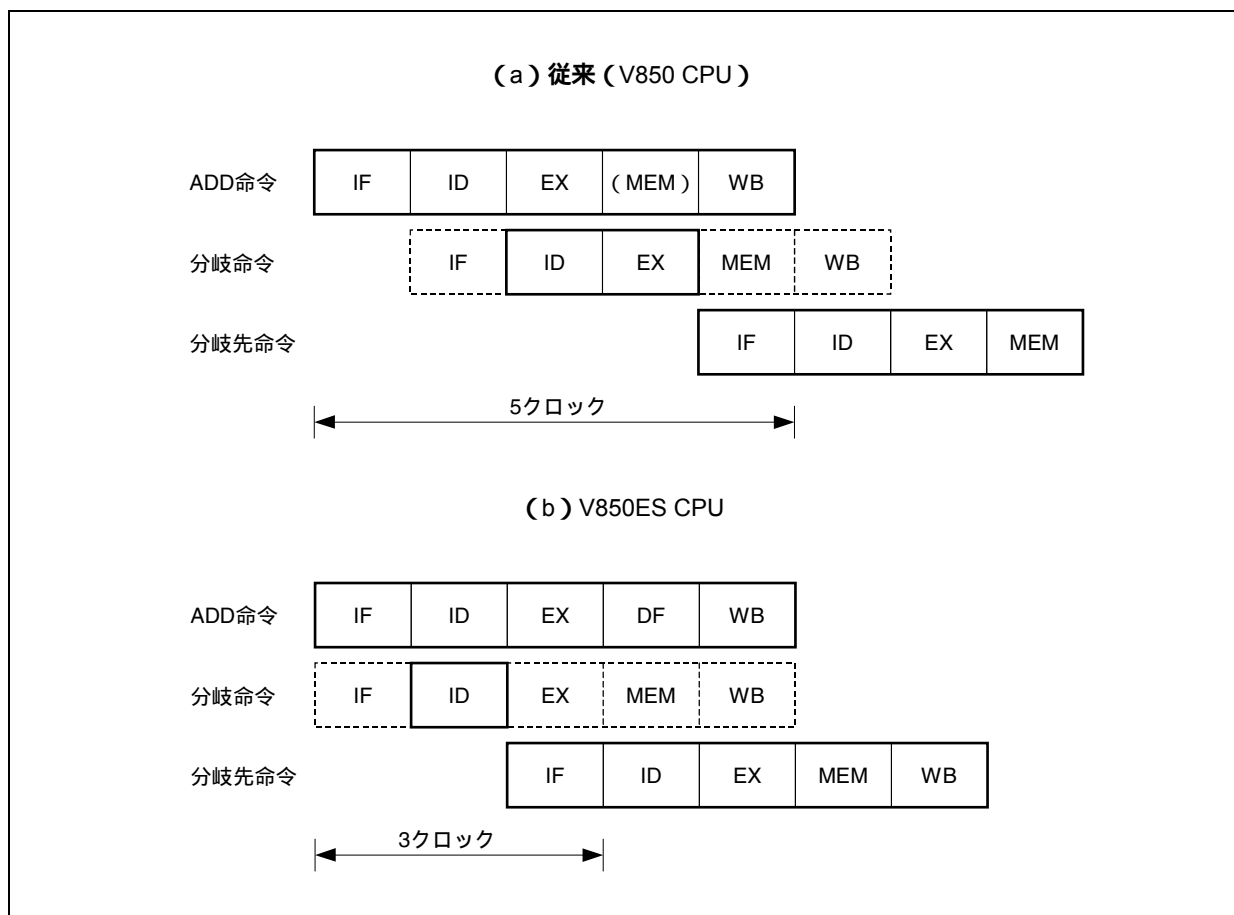 (a)従来(V850 CPU)
ADD命令 IF ID EX (MEM) WB
分岐命令 IF ID EX MEM WB
分岐先命令 IF ID EX MEM
5クロック
(b)V850ES CPU
ADD命令 IF ID EX DF WB
分岐命令 IF ID EX MEM WB
分岐先命令 IF ID EX MEM WB
3クロック